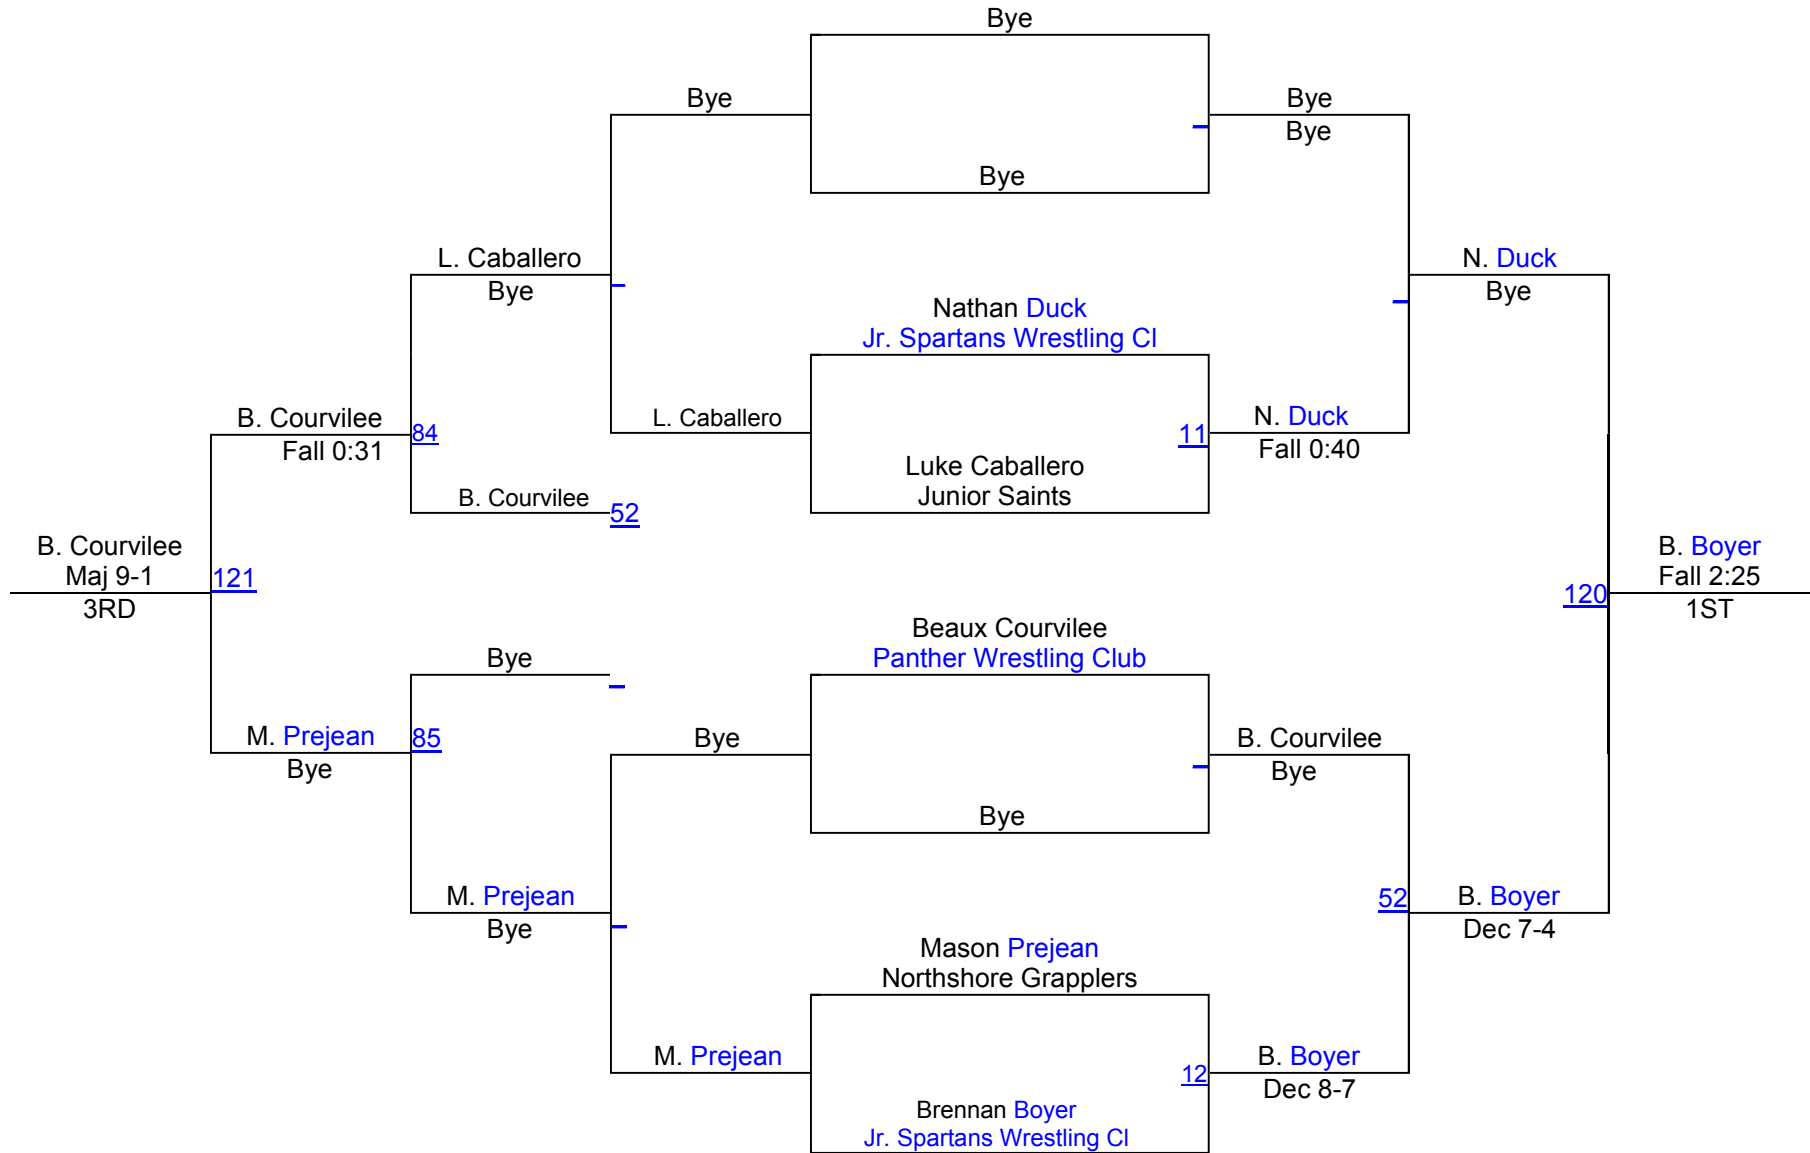 Bye
Bye
Bye
Bye
Bye
L. Caballero
Bye
N. Duck
Bye
Nathan Duck
Jr. Spartans Wrestling Cl
B. Courvilee
84
Fall 0:31
L. Caballero
11
N. Duck
Fall 0:40
Luke Caballero
Junior Saints
B. Courvilee
52
B. Courvilee
Maj 9-1
121
3RD
120
B. Boyer
Fall 2:25
1ST
Beaux Courvilee
Panther Wrestling Club
Bye
M. Prejean
85
Bye
Bye
B. Courvilee
Bye
Bye
M. Prejean
Bye
52
B. Boyer
Dec 7-4
Mason Prejean
Northshore Grapplers
M. Prejean
12
B. Boyer
Dec 8-7
Brennan Boyer
Jr. Spartans Wrestling Cl